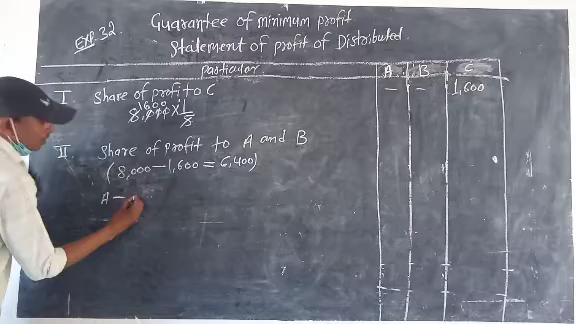 Exp. 32.
Guarantee of minimum profit
Statement of profit of Distributed.
Particular A. B C
I. Share of profit to C — — 1,600
1600
8,000 × 1/8
II Share of profit to A and B
(8,000 — 1,600 = 6,400)
A —